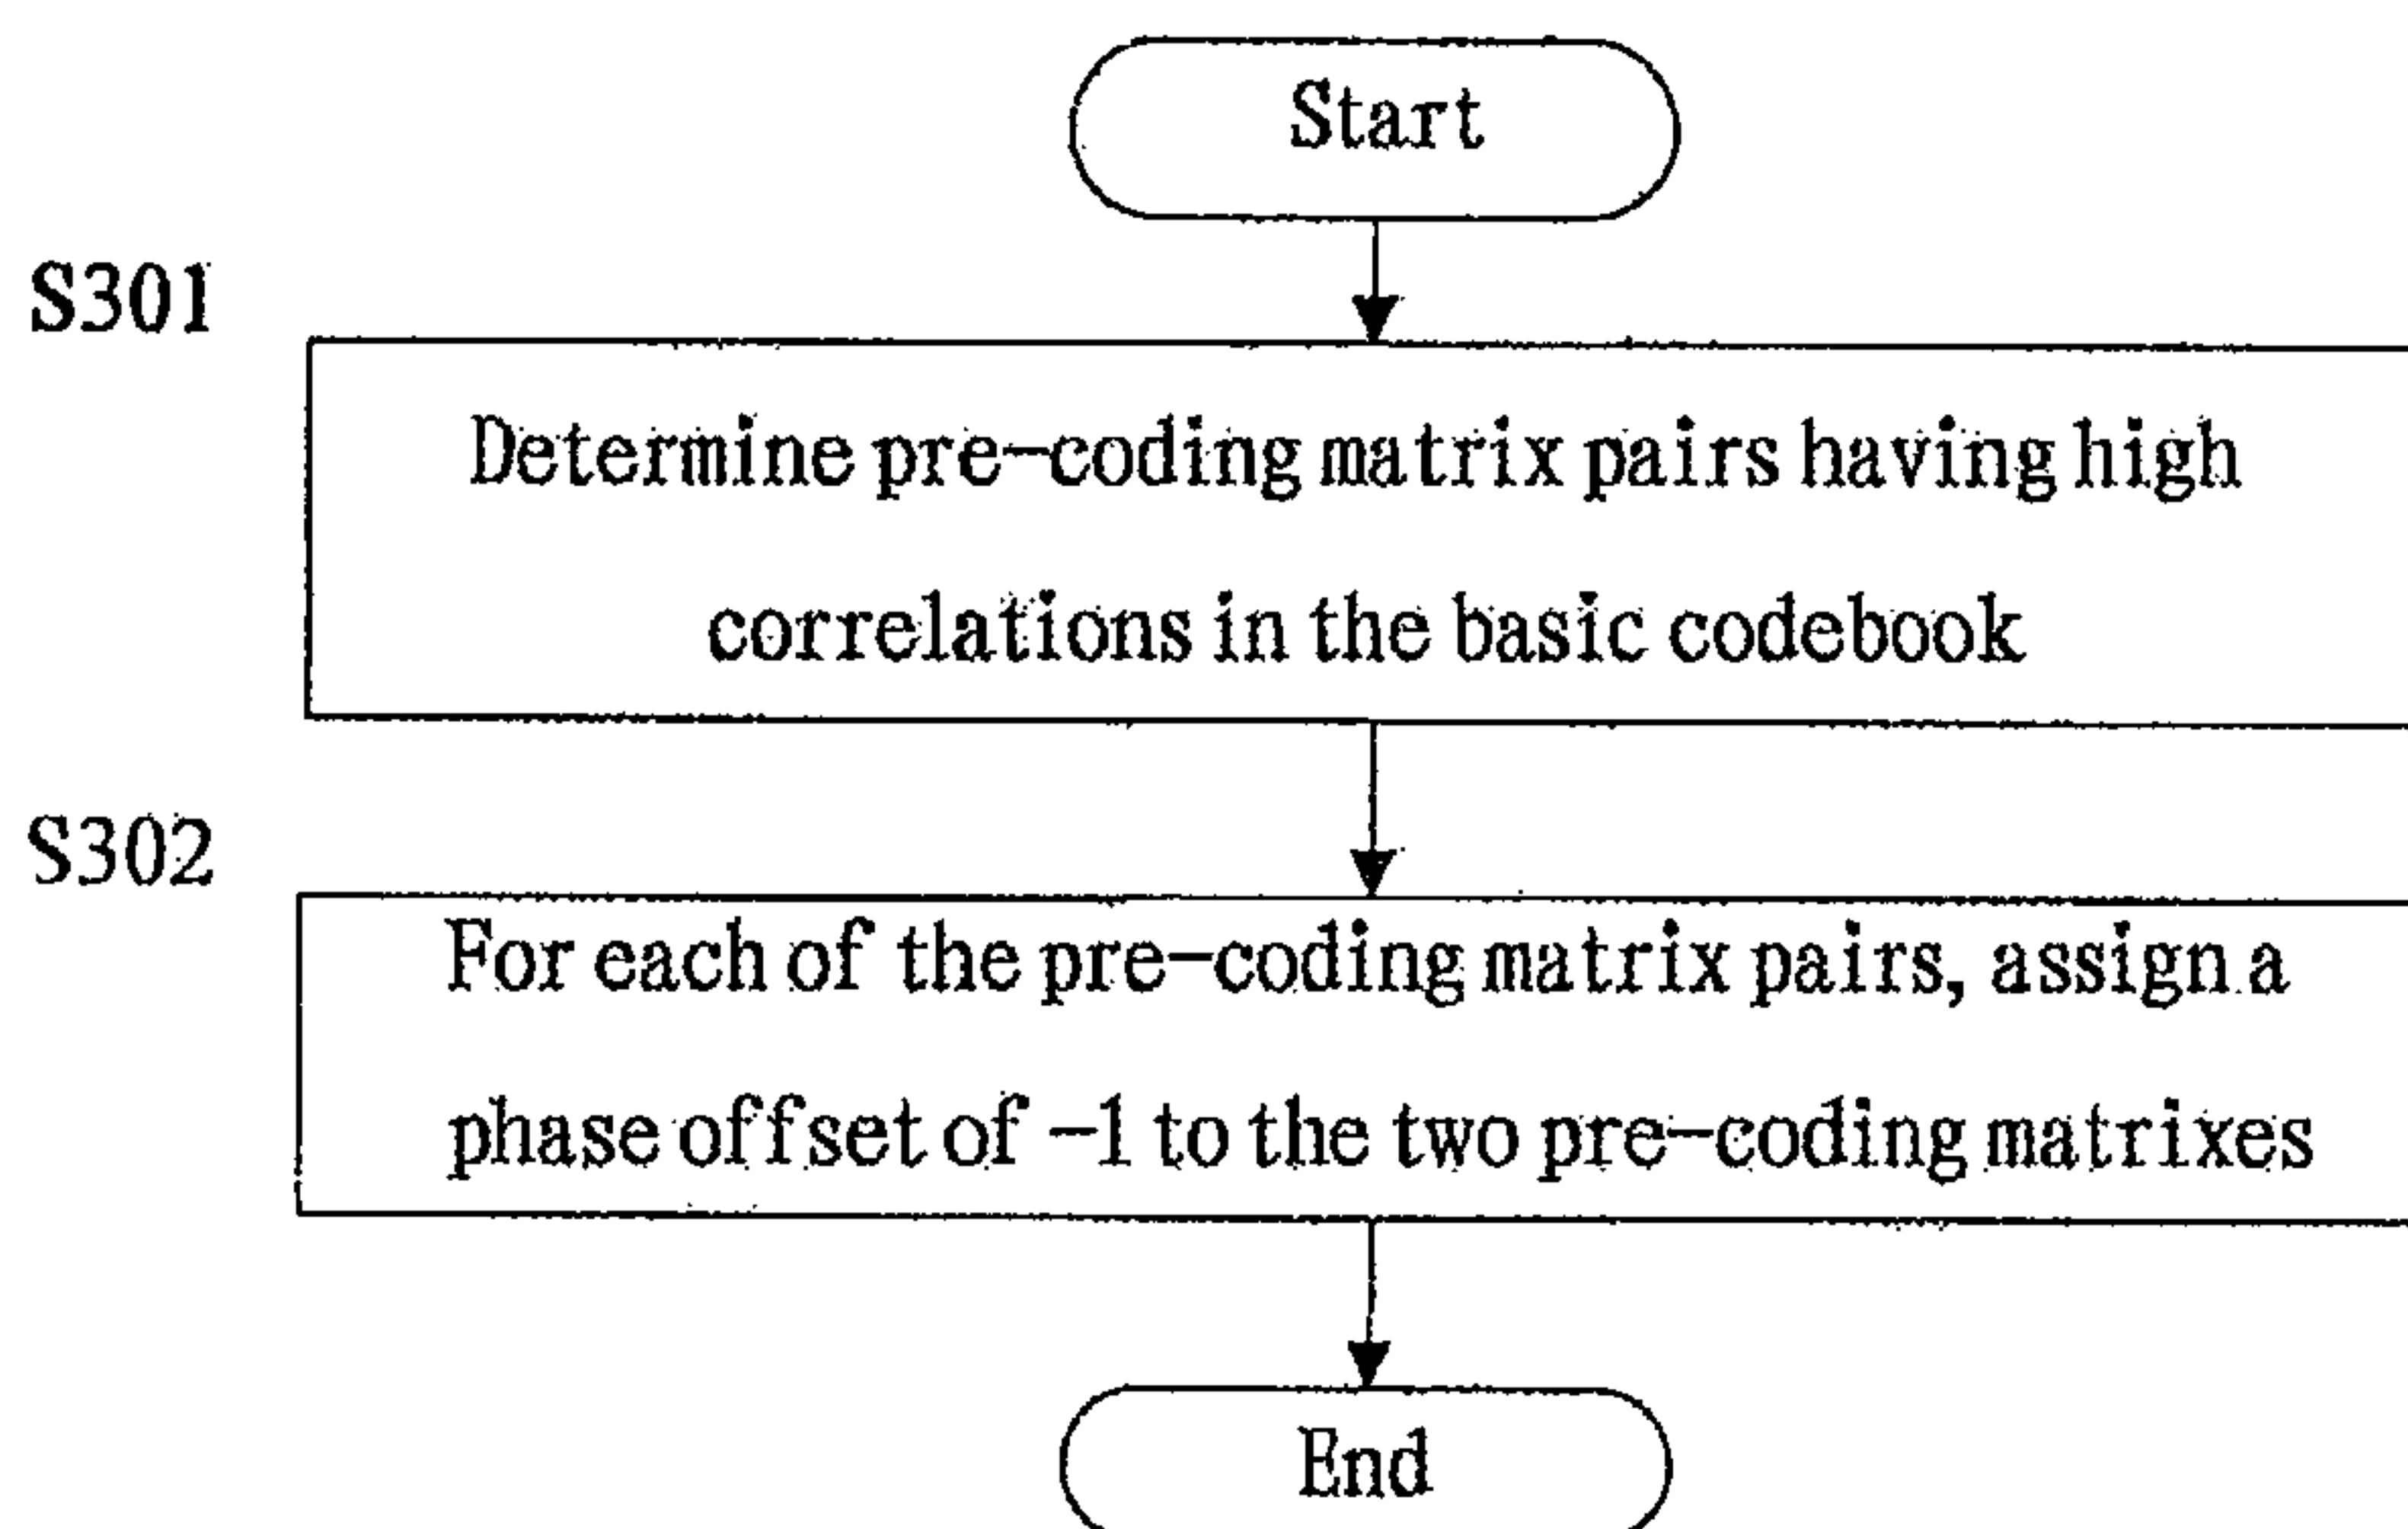 Start
S301
Determine pre-coding matrix pairs having high
correlations in the basic codebook
S302
For each of the pre-coding matrix pairs, assign a
phase offset of -1 to the two pre-coding matrixes
End